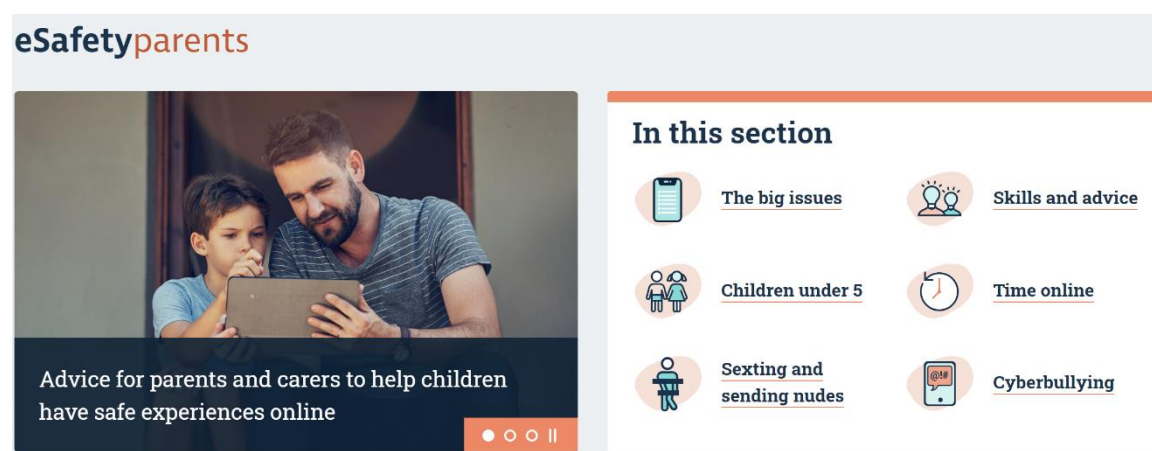 eSafetyparents
Advice for parents and carers to help children
have safe experiences online
In this section
The big issues
Skills and advice
Children under 5
Time online
Sexting and
sending nudes
@!#
Cyberbullying